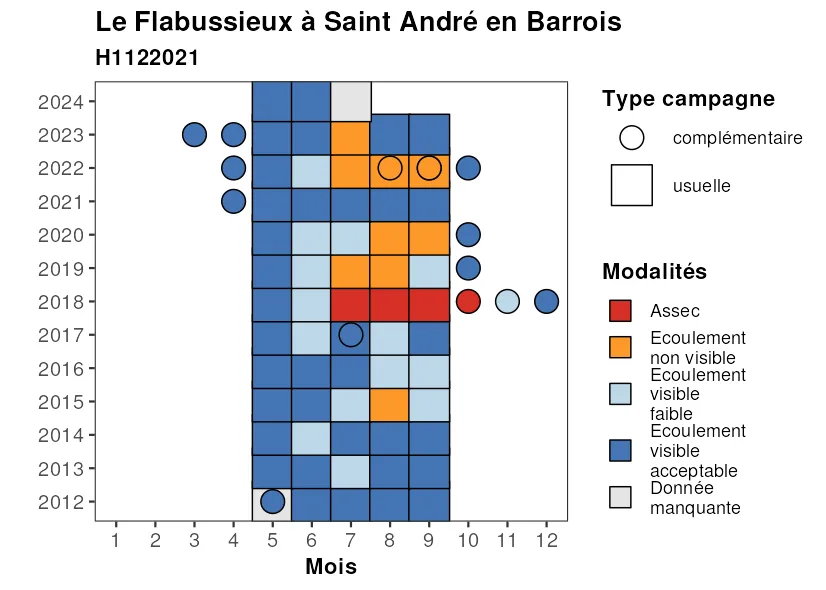 Le Flabussieux à Saint André en Barrois
H1122021
2024
2023
2022
2021
2020
2019
2018
2017
2016
2015
2014
2013
2012
1 2 3 4 5 6 7 8 9 10 11 12
Mois
Type campagne
complémentaire
usuelle
Modalités
Assec
Ecoulement
non visible
Ecoulement
visible
faible
Ecoulement
visible
acceptable
Donnée
manquante